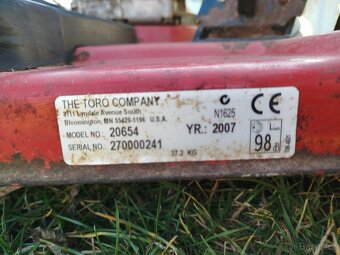 THE TORO COMPANY
8111 Lyndale Avenue South
Bloomington, MN 55420-1196 U.S.A.
N1625
CE
MODEL NO.: 20654 YR.: 2007
SERIAL NO.: 270000241
37.2 KG
98